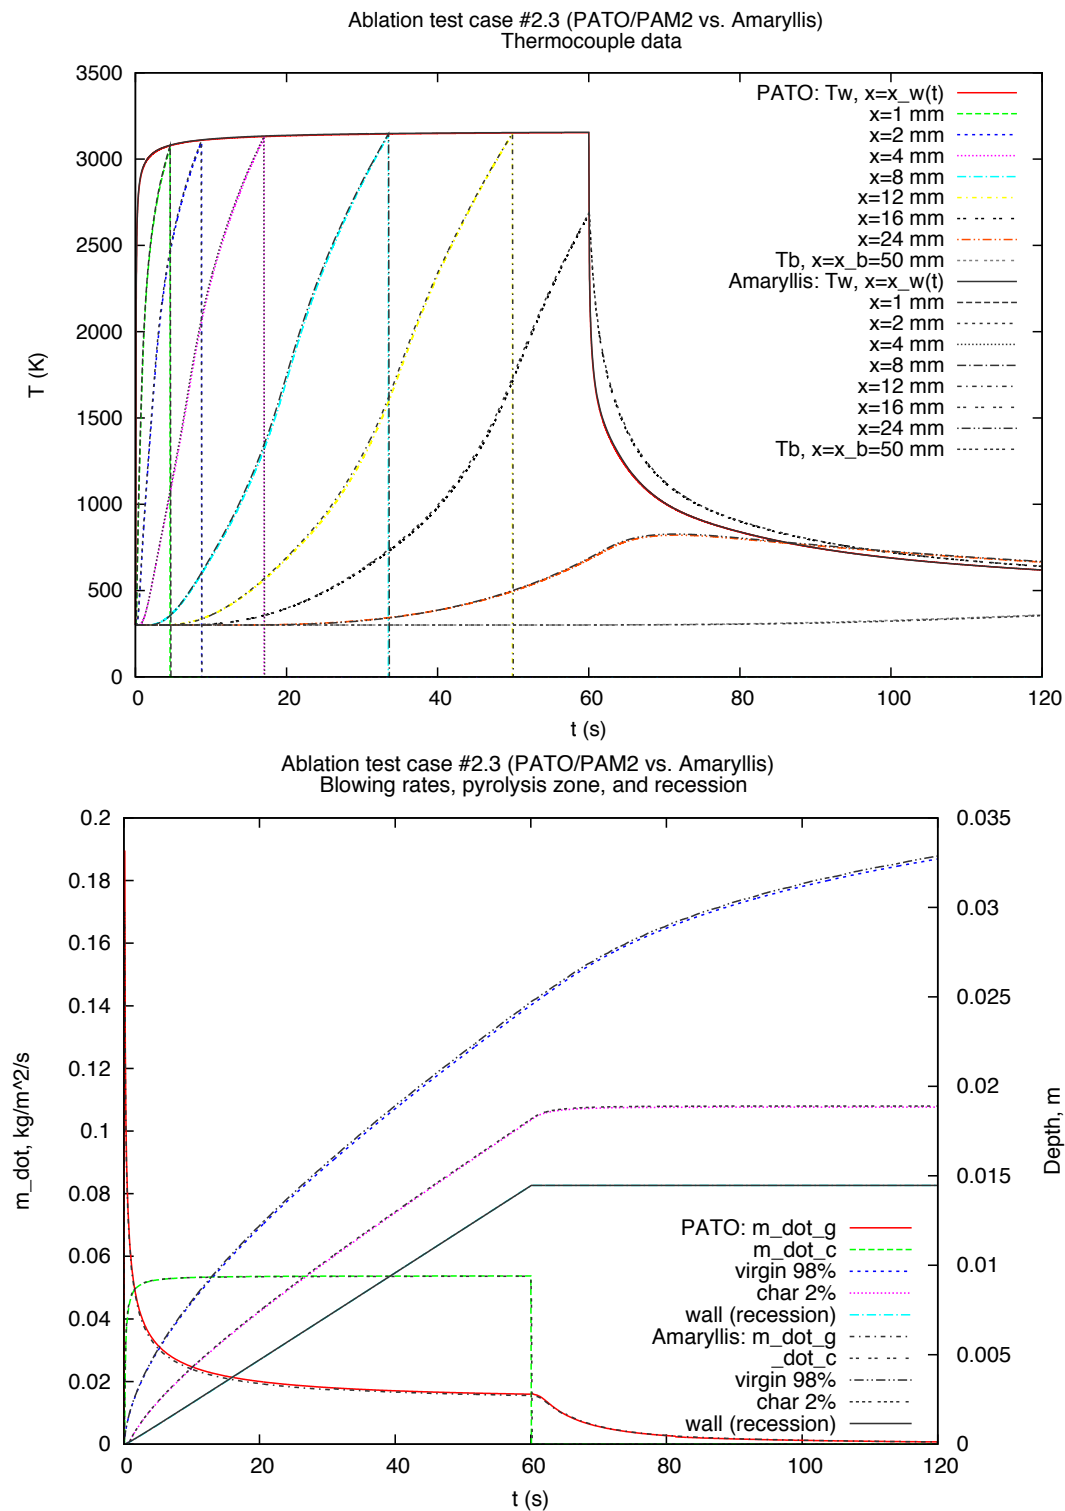 Ablation test case #2.3 (PATO/PAM2 vs. Amaryllis)
Thermocouple data
3500
3000
2500
2000
1500
1000
500
0
T (K)
0 20 40 60 80 100 120
t (s)
PATO: Tw, x=x_w(t)
x=1 mm
x=2 mm
x=4 mm
x=8 mm
x=12 mm
x=16 mm
x=24 mm
Tb, x=x_b=50 mm
Amaryllis: Tw, x=x_w(t)
x=1 mm
x=2 mm
x=4 mm
x=8 mm
x=12 mm
x=16 mm
x=24 mm
Tb, x=x_b=50 mm
Ablation test case #2.3 (PATO/PAM2 vs. Amaryllis)
Blowing rates, pyrolysis zone, and recession
0.2
0.18
0.16
0.14
0.12
0.1
0.08
0.06
0.04
0.02
0
m_dot, kg/m^2/s
0 20 40 60 80 100 120
t (s)
0.035
0.03
0.025
0.02
0.015
0.01
0.005
0
Depth, m
PATO: m_dot_g
m_dot_c
virgin 98%
char 2%
wall (recession)
Amaryllis: m_dot_g
_dot_c
virgin 98%
char 2%
wall (recession)